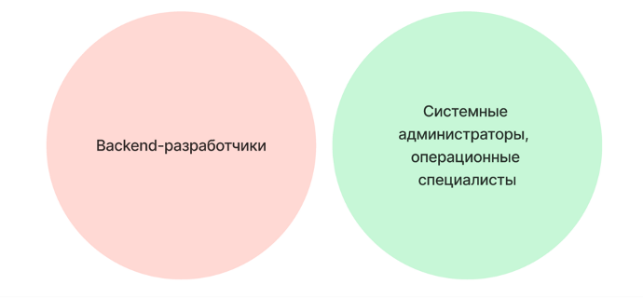 Backend-разработчики
Системные
администраторы,
операционные
специалисты